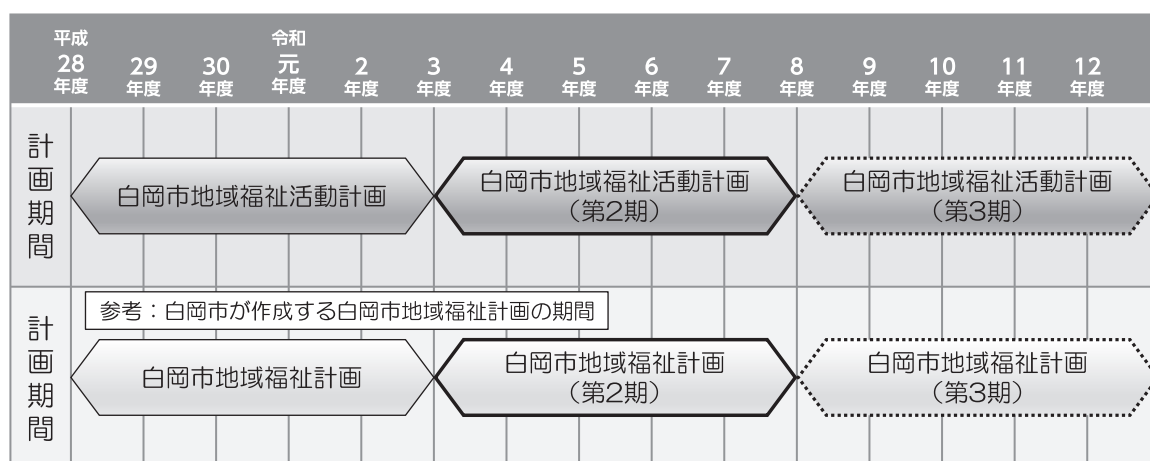 平成
28
年度
29
年度
30
年度
令和
元
年度
2
年度
3
年度
4
年度
5
年度
6
年度
7
年度
8
年度
9
年度
10
年度
11
年度
12
年度
計画期間
白岡市地域福祉活動計画
白岡市地域福祉活動計画
（第2期）
白岡市地域福祉活動計画
（第3期）
計画期間
参考：白岡市が作成する白岡市地域福祉計画の期間
白岡市地域福祉計画
白岡市地域福祉計画
（第2期）
白岡市地域福祉計画
（第3期）